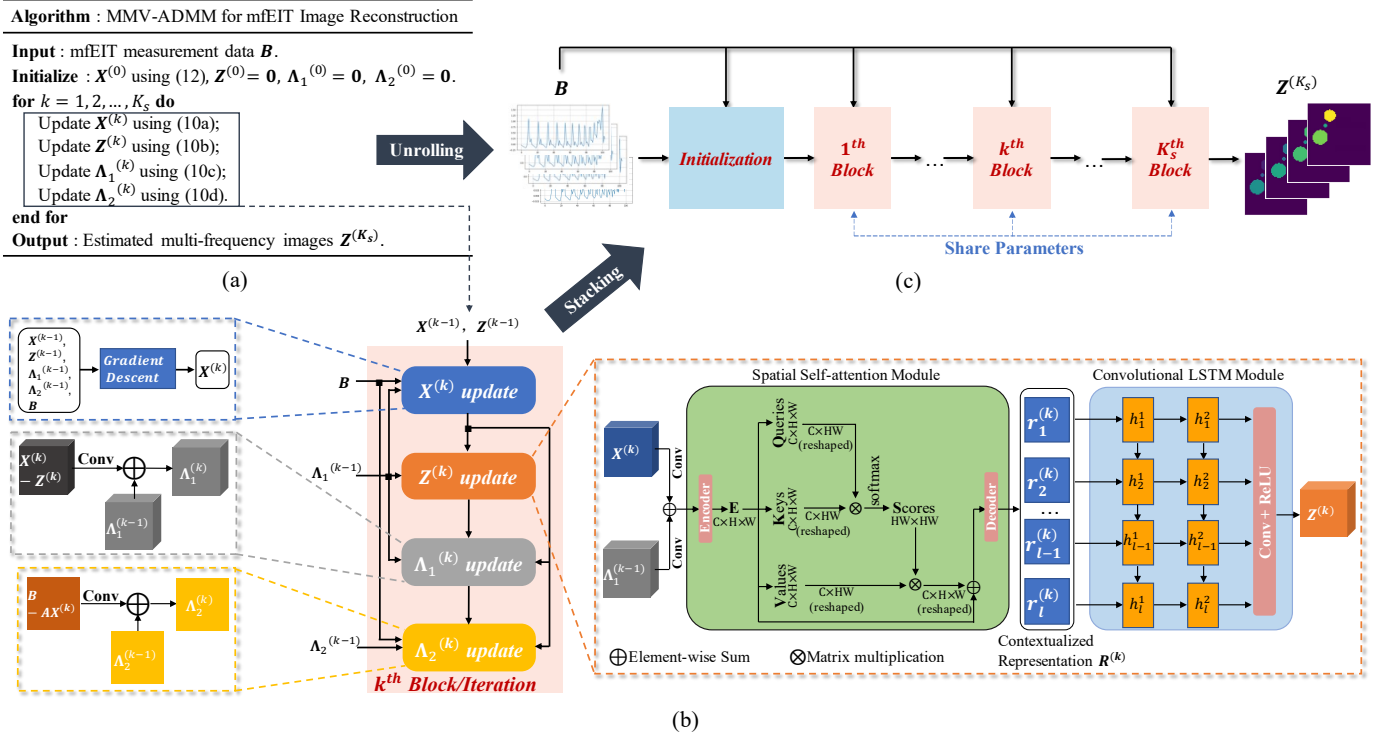 Algorithm : MMV-ADMM for mfEIT Image Reconstruction
Input : mfEIT measurement data B.
Initialize : X^(0) using (12), Z^(0) = 0, Λ₁^(0) = 0, Λ₂^(0) = 0.
for k = 1,2, ... , K_s do
Update X^(k) using (10a);
Update Z^(k) using (10b);
Update Λ₁^(k) using (10c);
Update Λ₂^(k) using (10d).
end for
Output : Estimated multi-frequency images Z^(K_s).
(a)
Unrolling
B
Initialization
1^th Block
...
k^th Block
...
K_s^th Block
Z^(K_s)
Share Parameters
(c)
Stacking
X^(k-1),
Z^(k-1),
Λ₁^(k-1),
Λ₂^(k-1),
B
Gradient Descent
X^(k)
X^(k) − Z^(k)
Conv
Λ₁^(k)
Λ₁^(k-1)
B − AX^(k)
Conv
Λ₂^(k)
Λ₂^(k-1)
X^(k-1), Z^(k-1)
B
X^(k) update
Λ₁^(k-1)
Z^(k) update
Λ₁^(k) update
Λ₂^(k-1)
Λ₂^(k) update
k^th Block/Iteration
Spatial Self-attention Module
X^(k)
Conv
Λ₁^(k-1)
Conv
Encoder
E
C×H×W
Queries
C×H×W
C×HW
(reshaped)
Keys
C×H×W
C×HW
(reshaped)
softmax
Scores
HW×HW
Values
C×H×W
C×HW
(reshaped)
C×H×W
(reshaped)
Decoder
⊕Element-wise Sum
⊗Matrix multiplication
r₁^(k)
r₂^(k)
...
r_{l-1}^(k)
r_l^(k)
Contextualized
Representation R^(k)
Convolutional LSTM Module
h₁^1 h₁^2
h₂^1 h₂^2
h_{l-1}^1 h_{l-1}^2
h_l^1 h_l^2
Conv + ReLU
Z^(k)
(b)